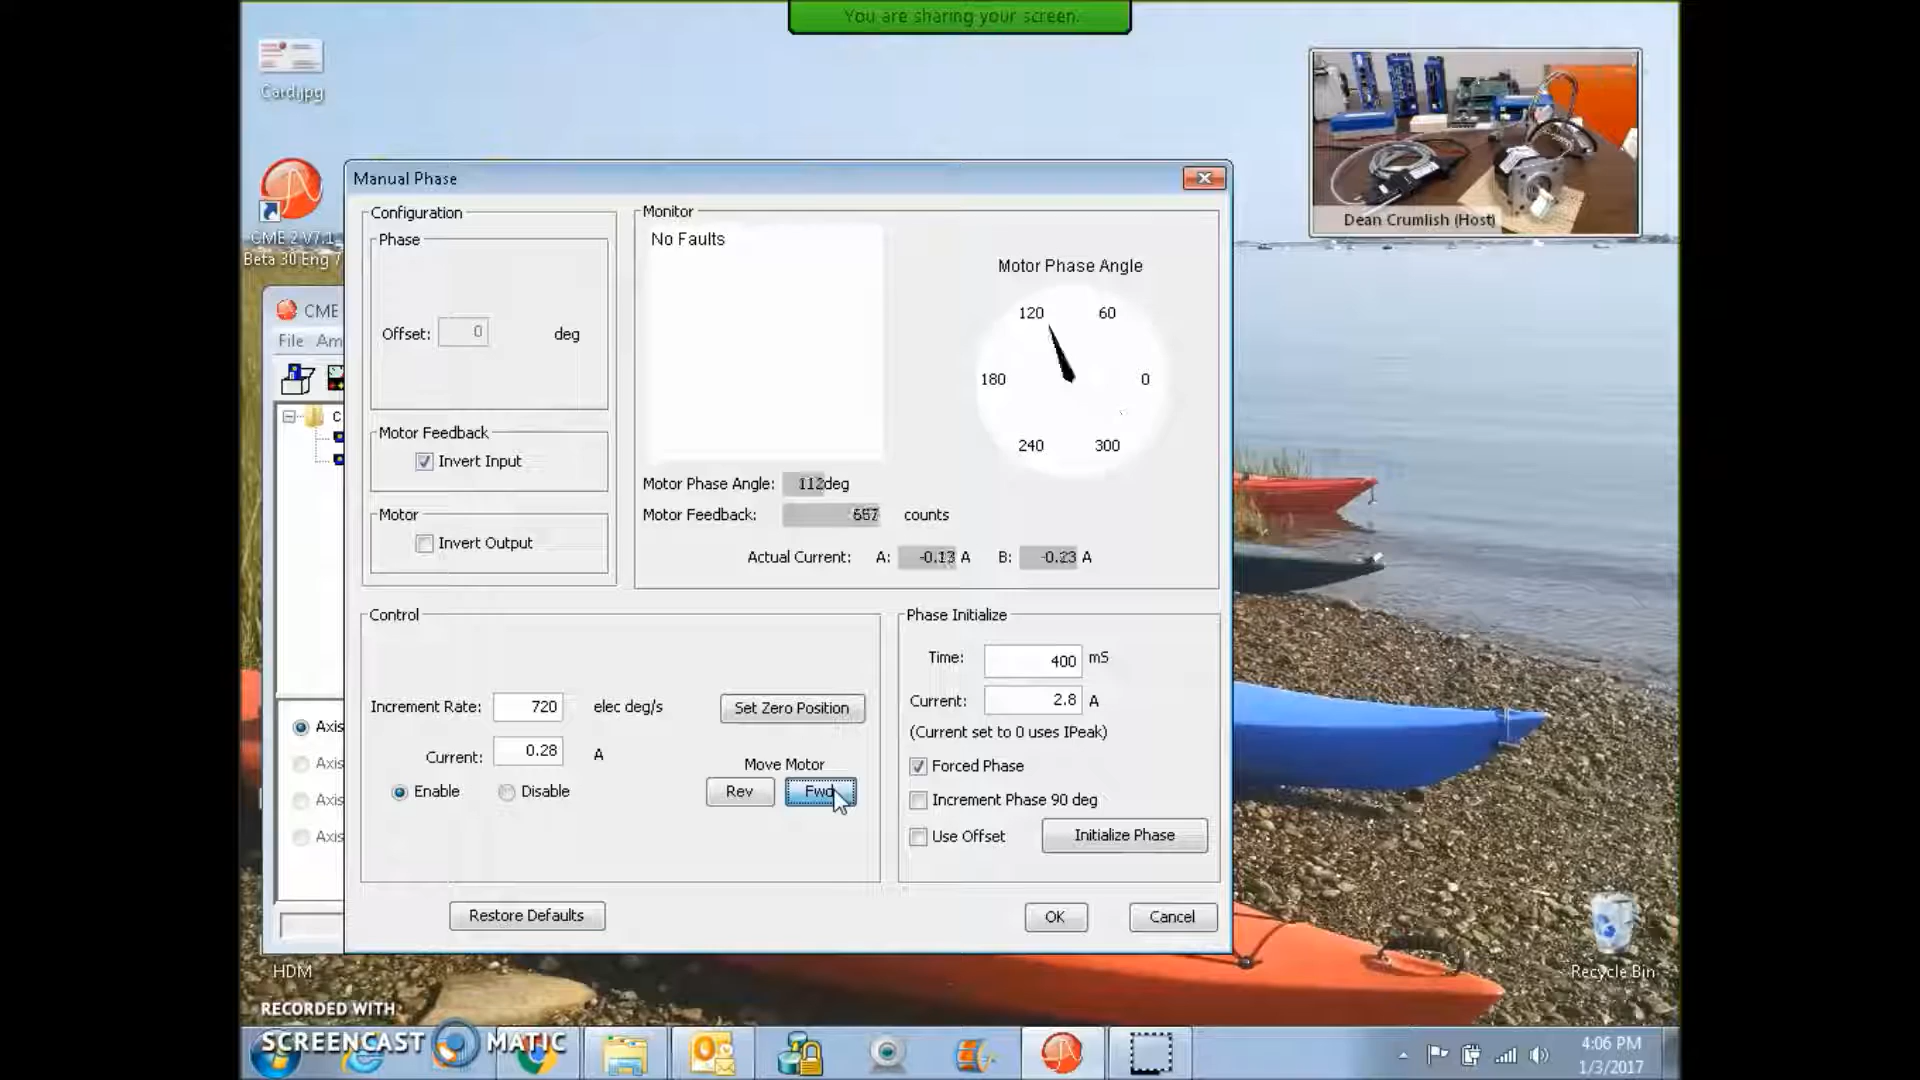 You are sharing your screen.
Card.jpg
Dean Crumlish (Host)
CME 2 V7.1
Beta 30 Eng
CME
File Am
C
Axis
Axis
Axis
Axis
Manual Phase
Configuration
Phase
Offset: 0 deg
Motor Feedback
Invert Input
Motor
Invert Output
Monitor
No Faults
Motor Phase Angle
120 60
180 0
240 300
Motor Phase Angle: 112 deg
Motor Feedback: counts
Actual Current: A: -0.13 A B: -0.23 A
Control
Increment Rate: 720 elec deg/s
Set Zero Position
Current: 0.28 A
Move Motor
Enable Disable
Rev Fwd
Phase Initialize
Time: 400 mS
Current: 2.8 A
(Current set to 0 uses IPeak)
Forced Phase
Increment Phase 90 deg
Use Offset
Initialize Phase
Restore Defaults
OK Cancel
HDM
Recycle Bin
RECORDED WITH
SCREENCAST MATIC
4:06 PM
1/3/2017